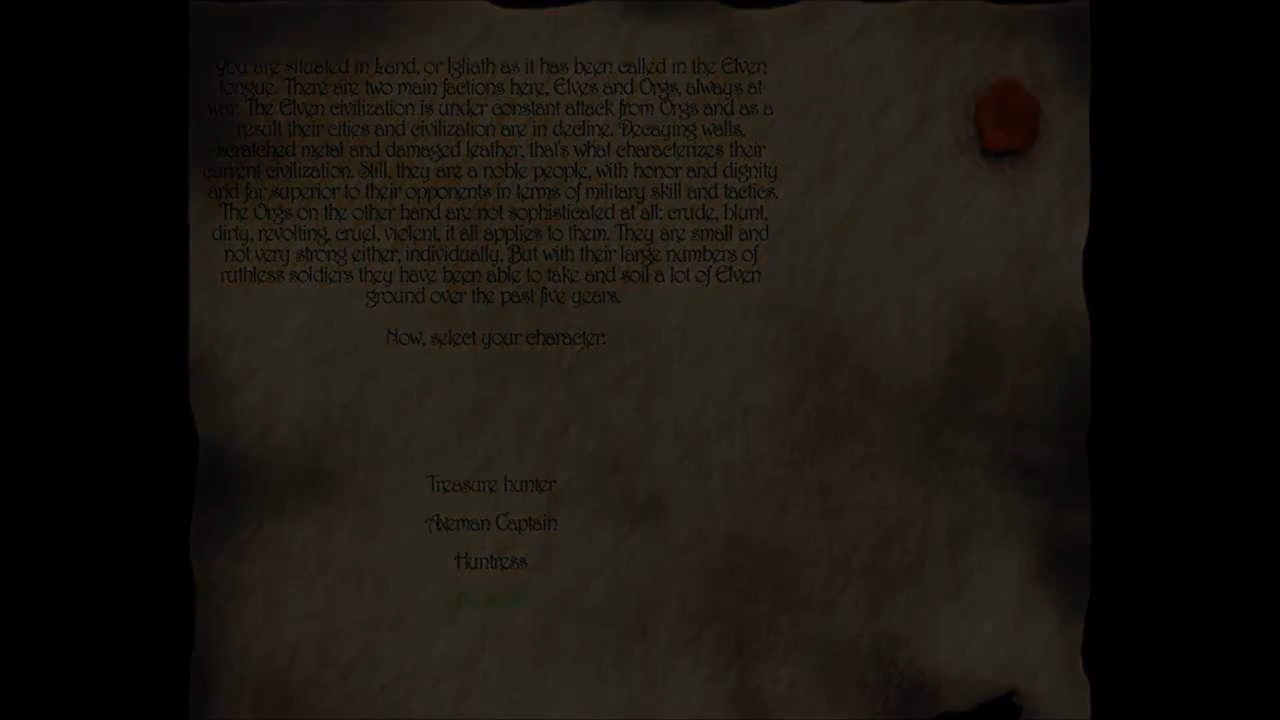 You are situated in Land, or Igliath as it has been called in the Elven
Tongue. There are two main factions here, Elves and Orgs, always at
war. The Elven civilization is under constant attack from Orgs and as a
result their cities and civilization are in decline. Decaying walls,
scratched metal and damaged leather, that's what characterizes their
current civilization. Still, they are a noble people, with honor and dignity
and far superior to their opponents in terms of military skill and tactics.
The Orgs on the other hand are not sophisticated at all: crude, blunt,
dirty, revolting, cruel, violent, it all applies to them. They are small and
not very strong either, individually. But with their large numbers of
ruthless soldiers they have been able to take and soil a lot of Elven
ground over the past five years.
Now, select your character:
Treasure hunter
Axeman Captain
Huntress